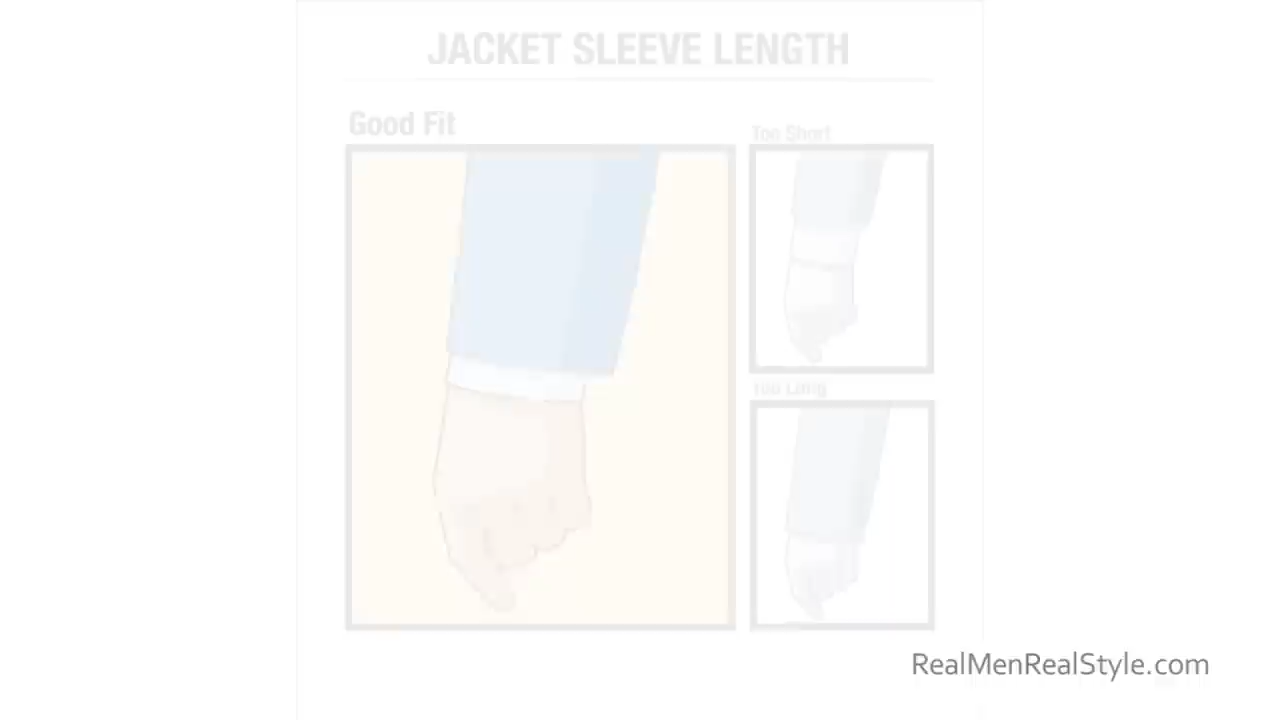 JACKET SLEEVE LENGTH
Good Fit
Too Short
Too Long
RealMenRealStyle.com